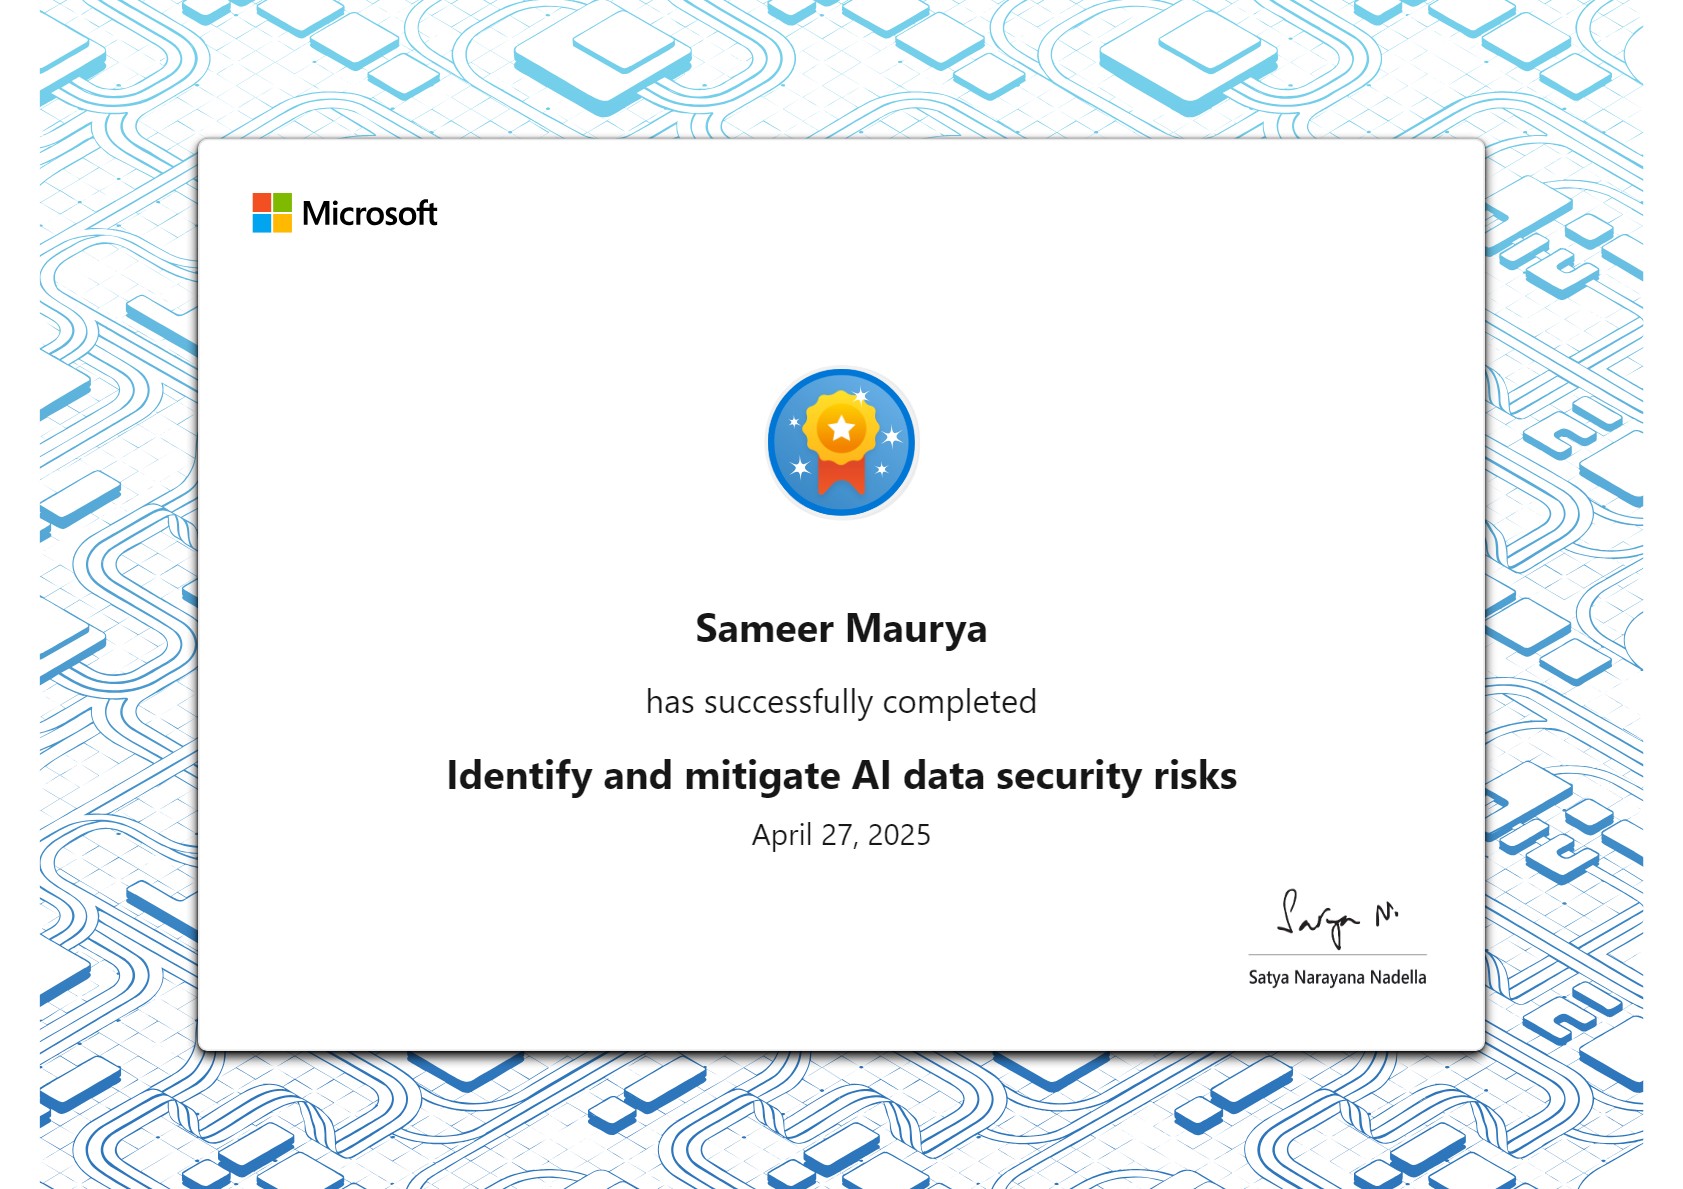 Microsoft
Sameer Maurya
has successfully completed
Identify and mitigate AI data security risks
April 27, 2025
Satya N.
Satya Narayana Nadella